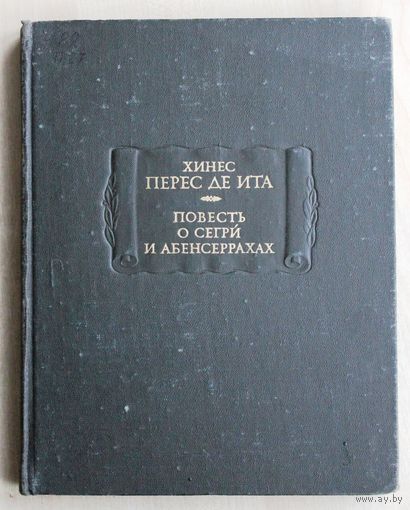 ХИНЕС
ПЕРЕС ДЕ ИТА
ПОВЕСТЬ
О СЕГРИ́
И АБЕНСЕРРАХАХ
www.ay.by